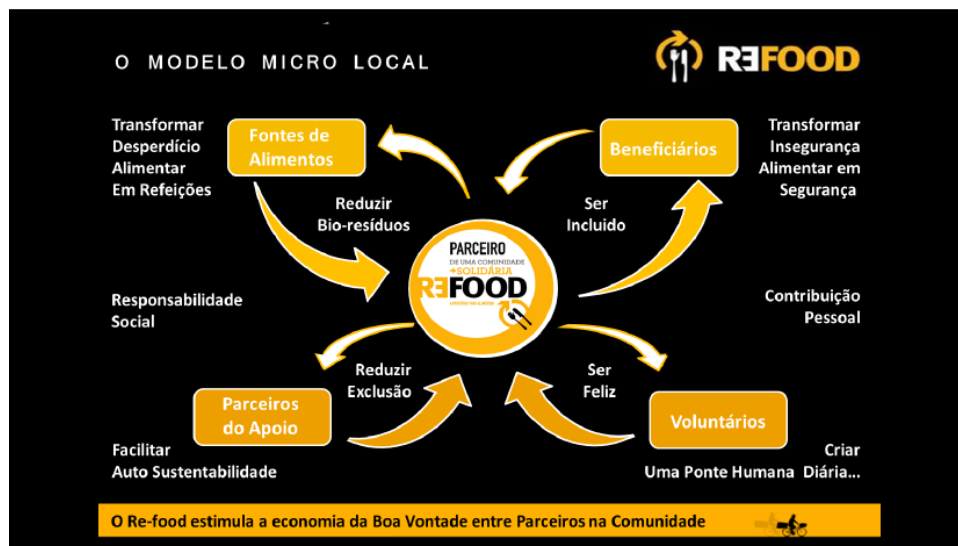 O MODELO MICRO LOCAL
REFOOD
Transformar
Desperdício
Alimentar
Em Refeições
Fontes de
Alimentos
Beneficiários
Transformar
Insegurança
Alimentar em
Segurança
Reduzir
Bio-resíduos
Ser
Incluido
PARCEIRO
DE UMA COMUNIDADE
+SOLIDÁRIA
REFOOD
Responsabilidade
Social
Contribuição
Pessoal
Reduzir
Exclusão
Ser
Feliz
Parceiros
do Apoio
Voluntários
Facilitar
Auto Sustentabilidade
Criar
Uma Ponte Humana Diária...
O Re-food estimula a economia da Boa Vontade entre Parceiros na Comunidade